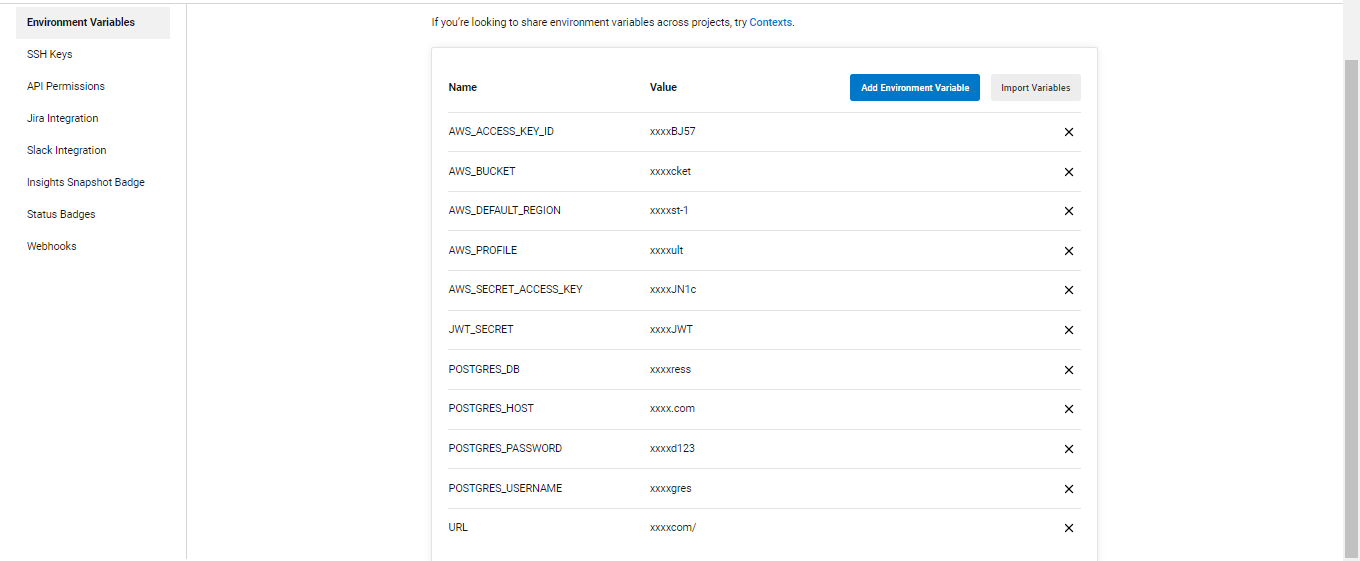 Environment Variables
SSH Keys
API Permissions
Jira Integration
Slack Integration
Insights Snapshot Badge
Status Badges
Webhooks
If you're looking to share environment variables across projects, try Contexts.
Name Value Add Environment Variable Import Variables
AWS_ACCESS_KEY_ID xxxxBJ57
AWS_BUCKET xxxxcket
AWS_DEFAULT_REGION xxxxst-1
AWS_PROFILE xxxxult
AWS_SECRET_ACCESS_KEY xxxxJN1c
JWT_SECRET xxxxJWT
POSTGRES_DB xxxxress
POSTGRES_HOST xxxx.com
POSTGRES_PASSWORD xxxxd123
POSTGRES_USERNAME xxxxgres
URL xxxxcom/